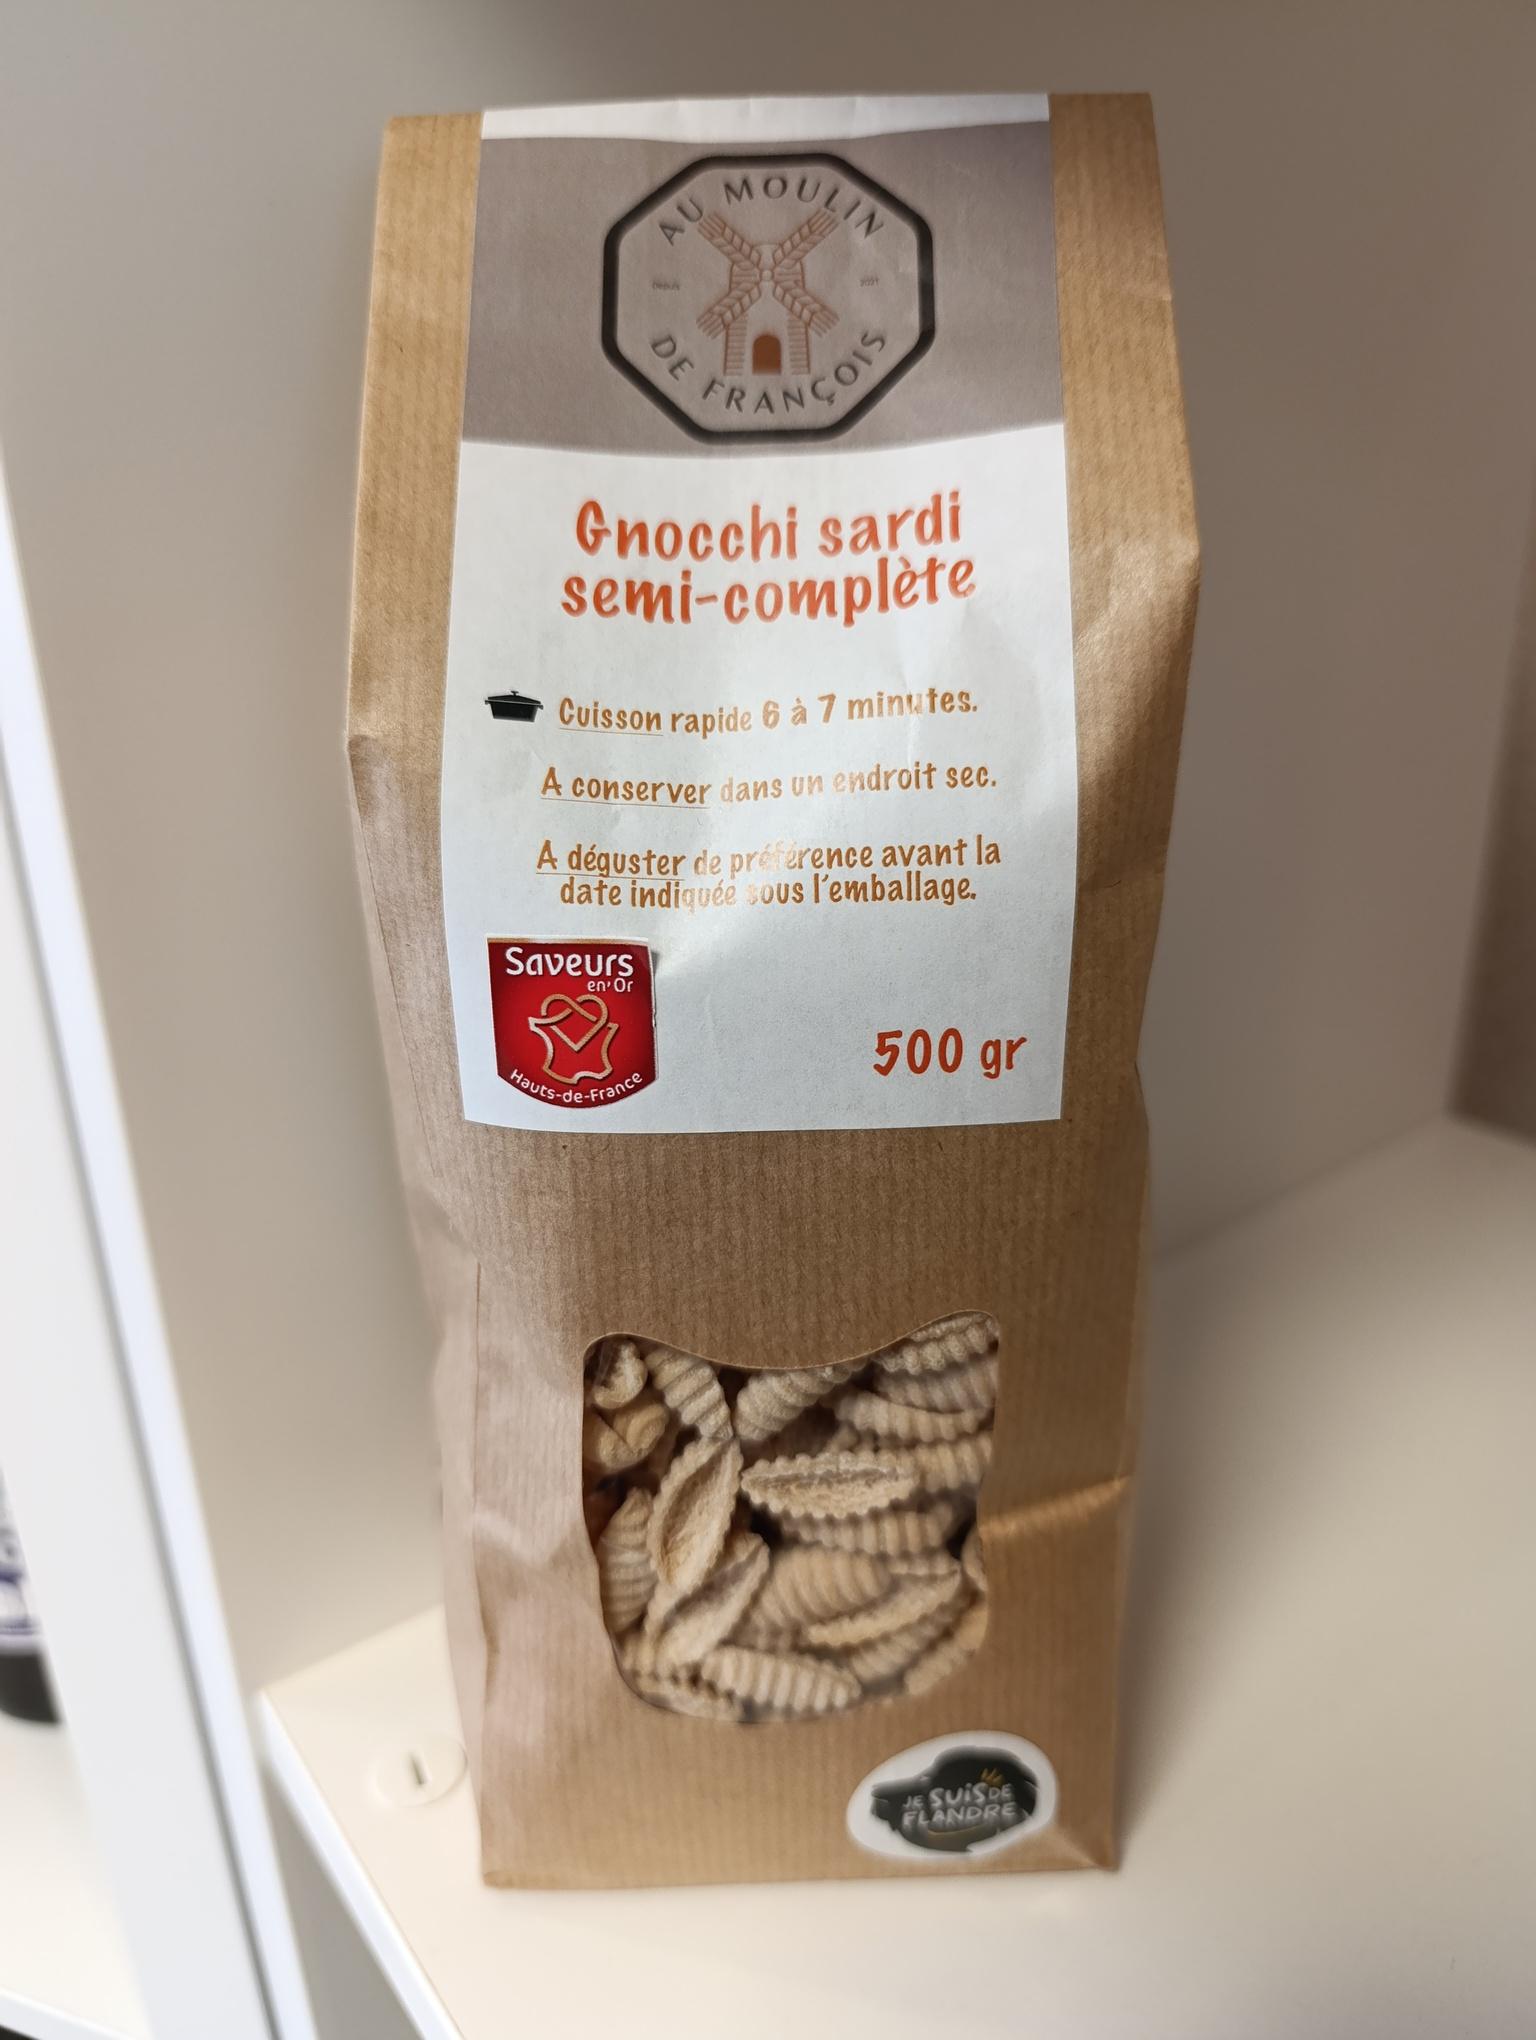 AU MOULIN
Depuis 2021
DE FRANÇOIS
Gnocchi sardi
semi-complète
Cuisson rapide 6 à 7 minutes.
A conserver dans un endroit sec.
A déguster de préférence avant la
date indiquée sous l'emballage.
Saveurs
en'Or
Hauts-de-France
500 gr
JE SUIS DE
FLANDRE